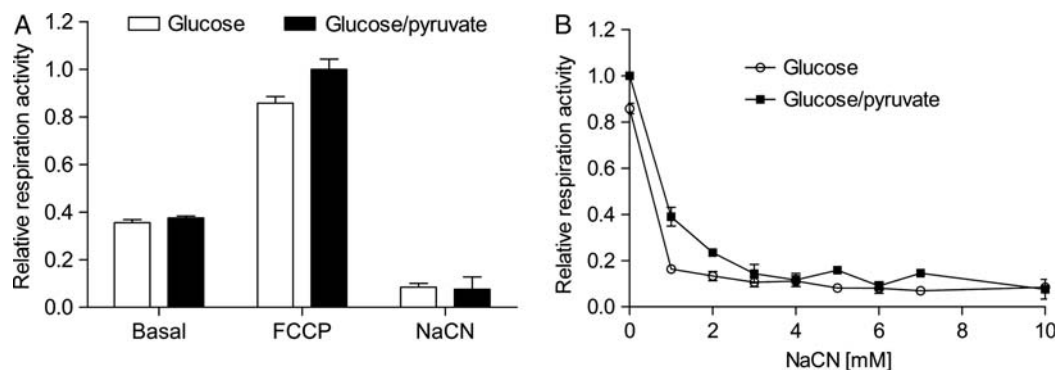 A
Glucose
Glucose/pyruvate
Relative respiration activity
1.2
1.0
0.8
0.6
0.4
0.2
0.0
Basal
FCCP
NaCN
B
Glucose
Glucose/pyruvate
Relative respiration activity
1.2
1.0
0.8
0.6
0.4
0.2
0.0
0 2 4 6 8 10
NaCN [mM]